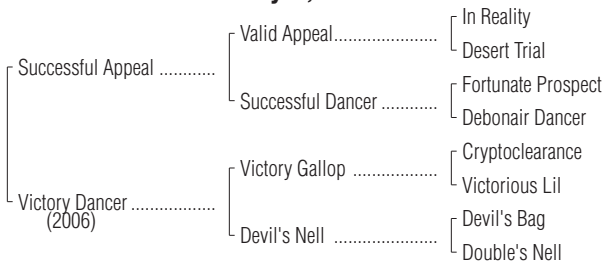 In Reality
Valid Appeal....................
Desert Trial
Successful Appeal ............
Fortunate Prospect
Successful Dancer ............
Debonair Dancer
Cryptoclearance
Victory Gallop ..................
Victorious Lil
Victory Dancer ..................
(2006)
Devil's Bag
Devil's Nell ......................
Double's Nell